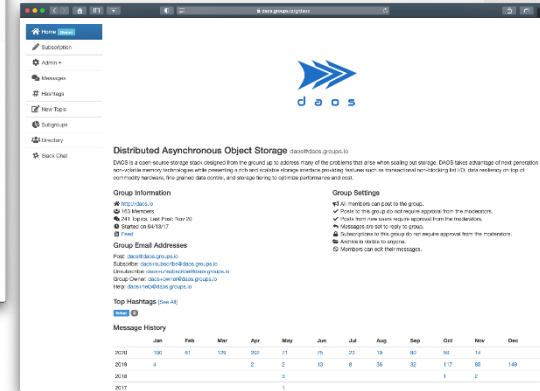 daos.groups.io/g/daos
Home Owner
Subscription
Admin
Messages
Hashtags
New Topic
Subgroups
Directory
Slack Chat
daos
Distributed Asynchronous Object Storage daos@daos.groups.io
DAOS is a open-source storage stack designed from the ground up to address many of the problems that arise when scaling out storage. DAOS takes advantage of next generation
non-volatile memory technologies while presenting a rich and scalable storage interface providing features such as transactional non-blocking I/O, data resiliency on top of
commodity hardware, fine grained data control, and storage tiering to optimize performance and cost.
Group Information
http://daos.io
163 Members
241 Topics, Last Post: Nov 20
Started on 04/13/17
Feed
Group Email Addresses
Post: daos@daos.groups.io
Subscribe: daos+subscribe@daos.groups.io
Unsubscribe: daos+unsubscribe@daos.groups.io
Group Owner: daos+owner@daos.groups.io
Help: daos+help@daos.groups.io
Group Settings
All members can post to the group.
Posts to this group do not require approval from the moderators.
Posts from new users require approval from the moderators.
Messages are set to reply to group.
Subscriptions to this group do not require approval from the moderators.
Archive is visible to anyone.
Members can edit their messages.
Top Hashtags [See All]
Message History
Jan Feb Mar Apr May Jun Jul Aug Sep Oct Nov Dec
2020 190 61 129 202 71 75 23 18 80 50 14
2019 4 2 2 13 8 36 32 117 93 149
2018 3 1 2
2017 1